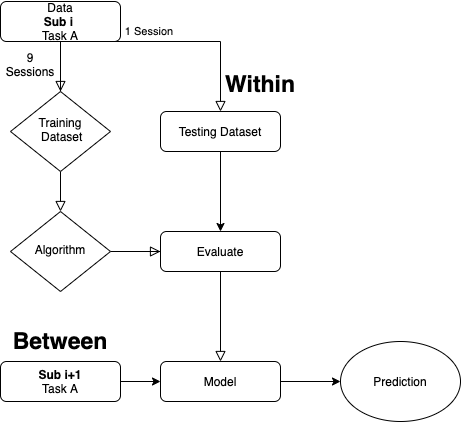 Data
Sub i
Task A
1 Session
9
Sessions
Within
Training
Dataset
Testing Dataset
Algorithm
Evaluate
Between
Sub i+1
Task A
Model
Prediction